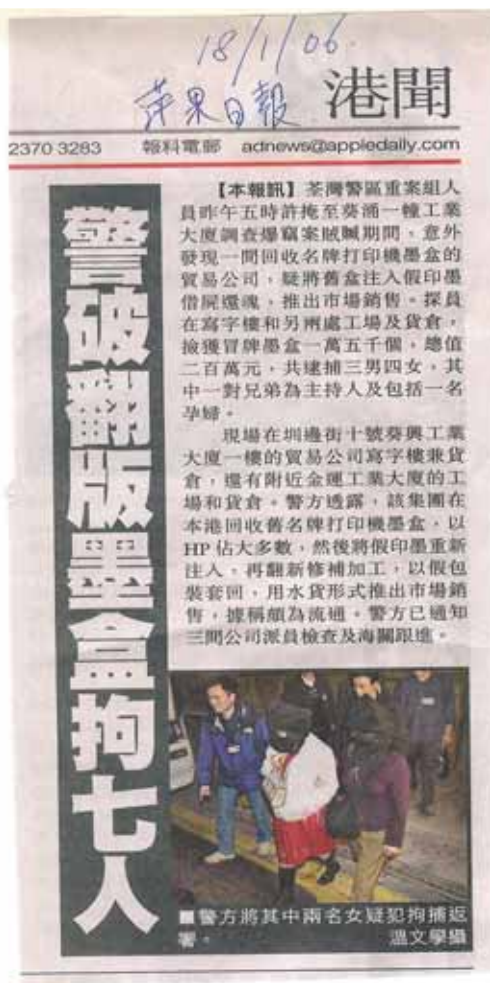 18/1/06.
蘋果日報
港聞
2370 3283 報料電郵 adnews@appledaily.com
警破翻版墨盒拘七人
【本報訊】荃灣警區重案組人
員昨午五時許掩至葵涌一幢工業
大廈調查爆竊案賊贓期間，意外
發現一間回收名牌打印機墨盒的
貿易公司，疑將舊盒注入假印墨
借屍還魂，推出市場銷售。探員
在寫字樓和另兩處工場及貨倉，
撿獲冒牌墨盒一萬五千個，總值
二百萬元，共逮捕三男四女，其
中一對兄弟為主持人及包括一名
孕婦。
現場在圳邊街十號葵興工業
大廈一樓的貿易公司寫字樓兼貨
倉，還有附近金運工業大廈的工
場和貨倉。警方透露，該集團在
本港回收舊名牌打印機墨盒，以
HP 佔大多數，然後將假印墨重新
注入，再翻新修補加工，以假包
裝套回，用水貨形式推出市場銷
售，據稱頗為流通。警方已通知
三間公司派員檢查及海關跟進。
■警方將其中兩名女疑犯拘捕返
署。 溫文學攝